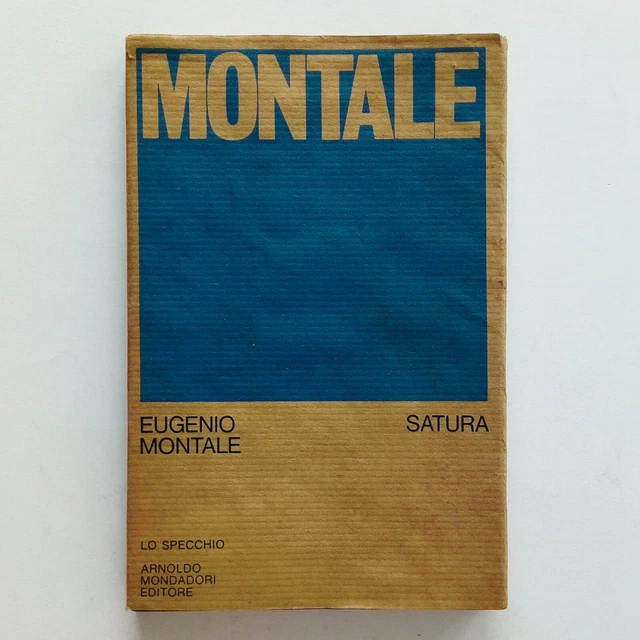 MONTALE
EUGENIO
MONTALE
SATURA
LO SPECCHIO
ARNOLDO
MONDADORI
EDITORE